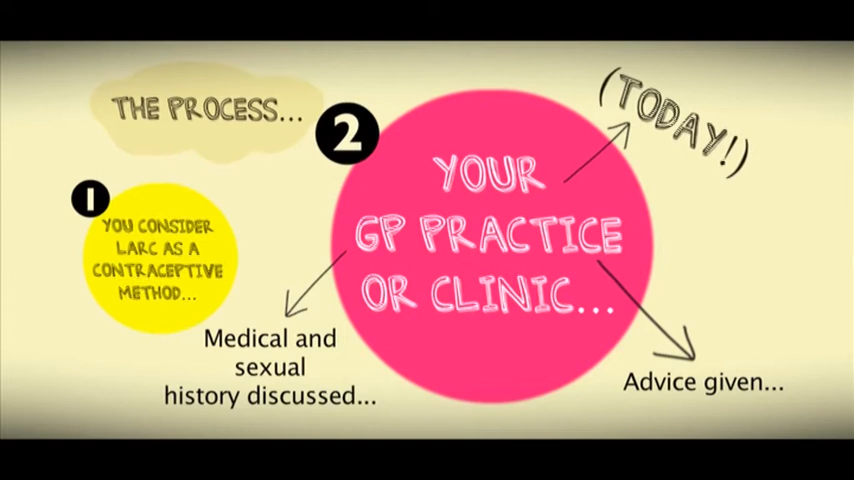 THE PROCESS...
1
YOU CONSIDER
LARC AS A
CONTRACEPTIVE
METHOD...
2
YOUR
GP PRACTICE
OR CLINIC...
(TODAY!)
Medical and
sexual
history discussed...
Advice given...